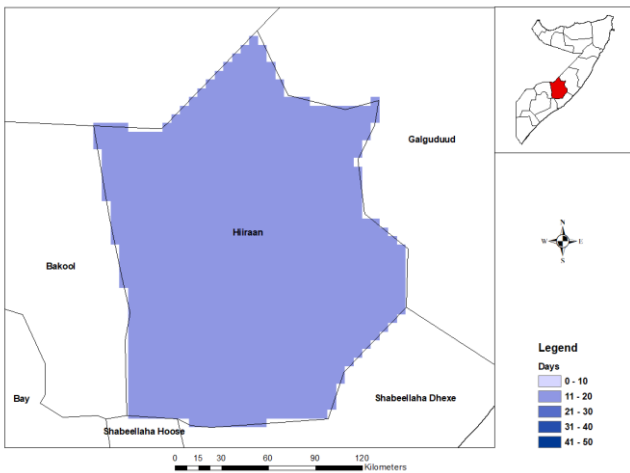 Galguduud
Hiiraan
Bakool
Bay
Shabeellaha Dhexe
Shabeellaha Hoose
0 15 30 60 90 120
Kilometers
N
W E
S
Legend
Days
0 - 10
11 - 20
21 - 30
31 - 40
41 - 50